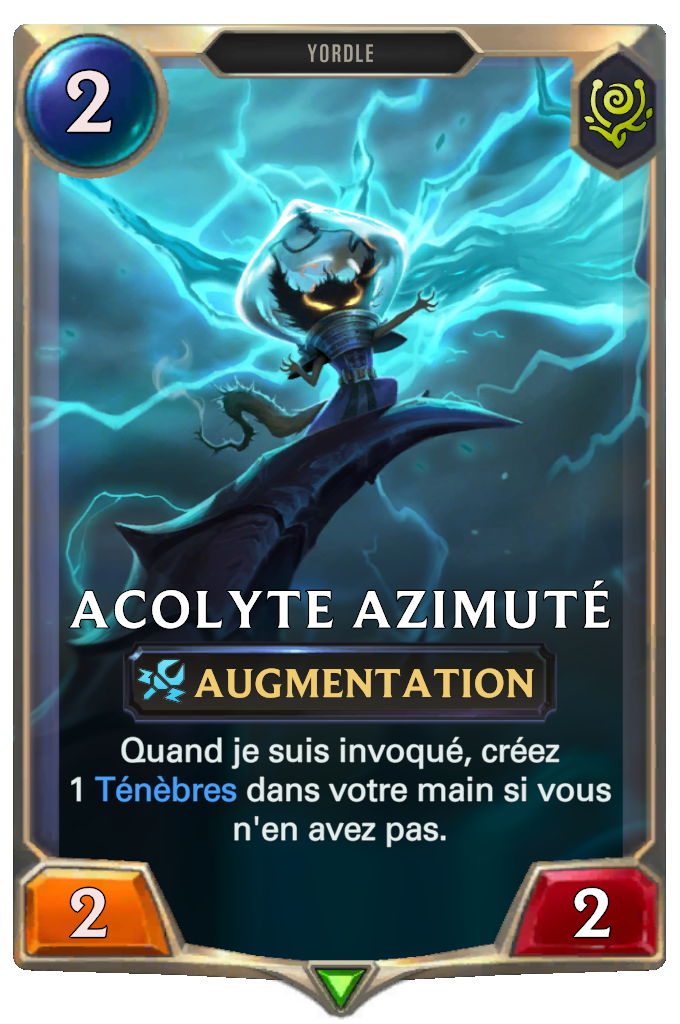 2
YORDLE
ACOLYTE AZIMUTÉ
AUGMENTATION
Quand je suis invoqué, créez
1 Ténèbres dans votre main si vous
n'en avez pas.
2
2